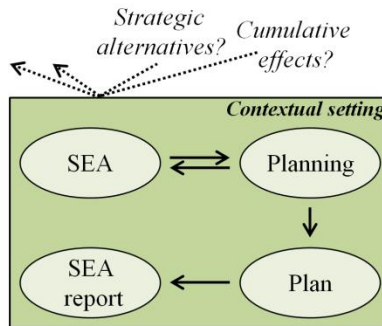 Strategic
alternatives?
Cumulative
effects?
Contextual setting
SEA
Planning
SEA
report
Plan